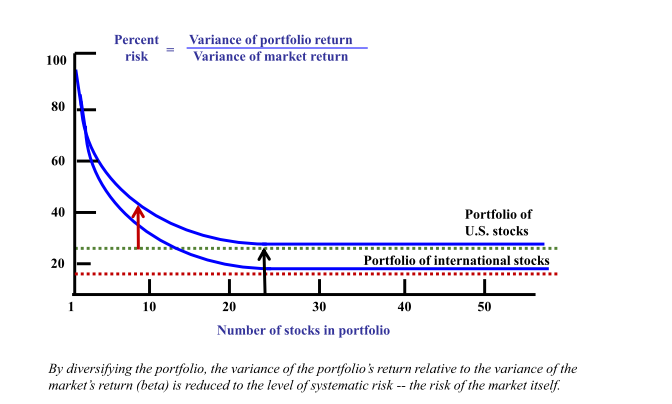 Percent risk = Variance of portfolio return
Variance of market return
100
80
60
40
20
Portfolio of
U.S. stocks
Portfolio of international stocks
1 10 20 30 40 50
Number of stocks in portfolio
By diversifying the portfolio, the variance of the portfolio's return relative to the variance of the
market's return (beta) is reduced to the level of systematic risk -- the risk of the market itself.